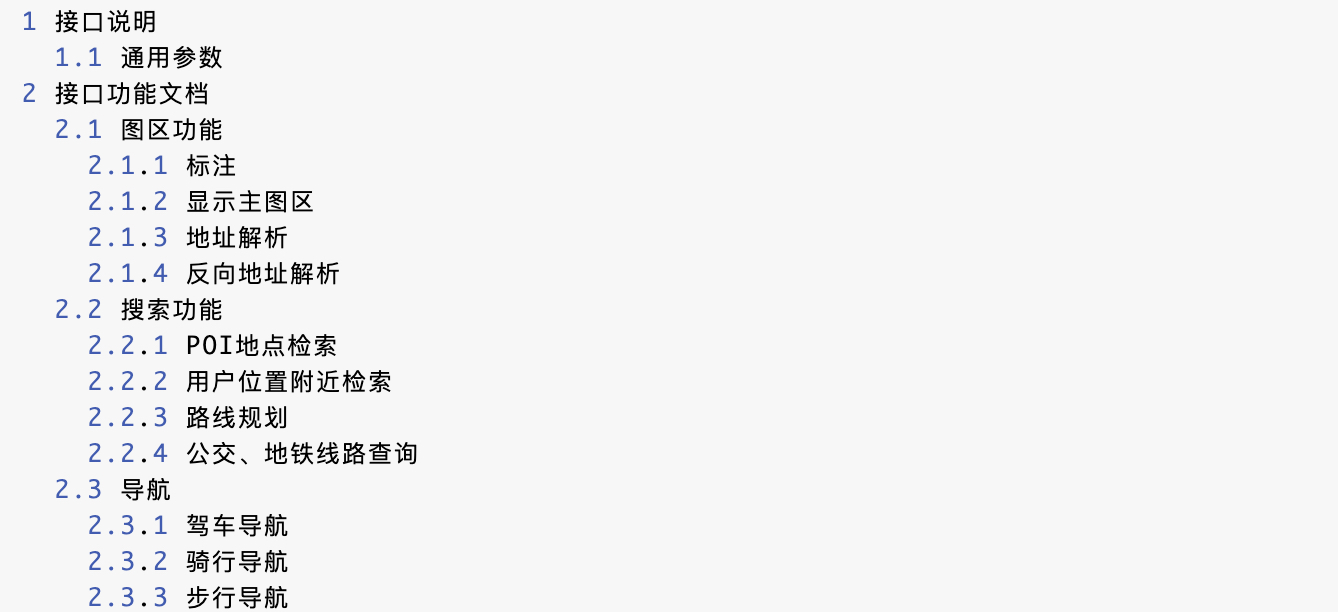 1 接口说明
1.1 通用参数
2 接口功能文档
2.1 图区功能
2.1.1 标注
2.1.2 显示主图区
2.1.3 地址解析
2.1.4 反向地址解析
2.2 搜索功能
2.2.1 POI地点检索
2.2.2 用户位置附近检索
2.2.3 路线规划
2.2.4 公交、地铁线路查询
2.3 导航
2.3.1 驾车导航
2.3.2 骑行导航
2.3.3 步行导航